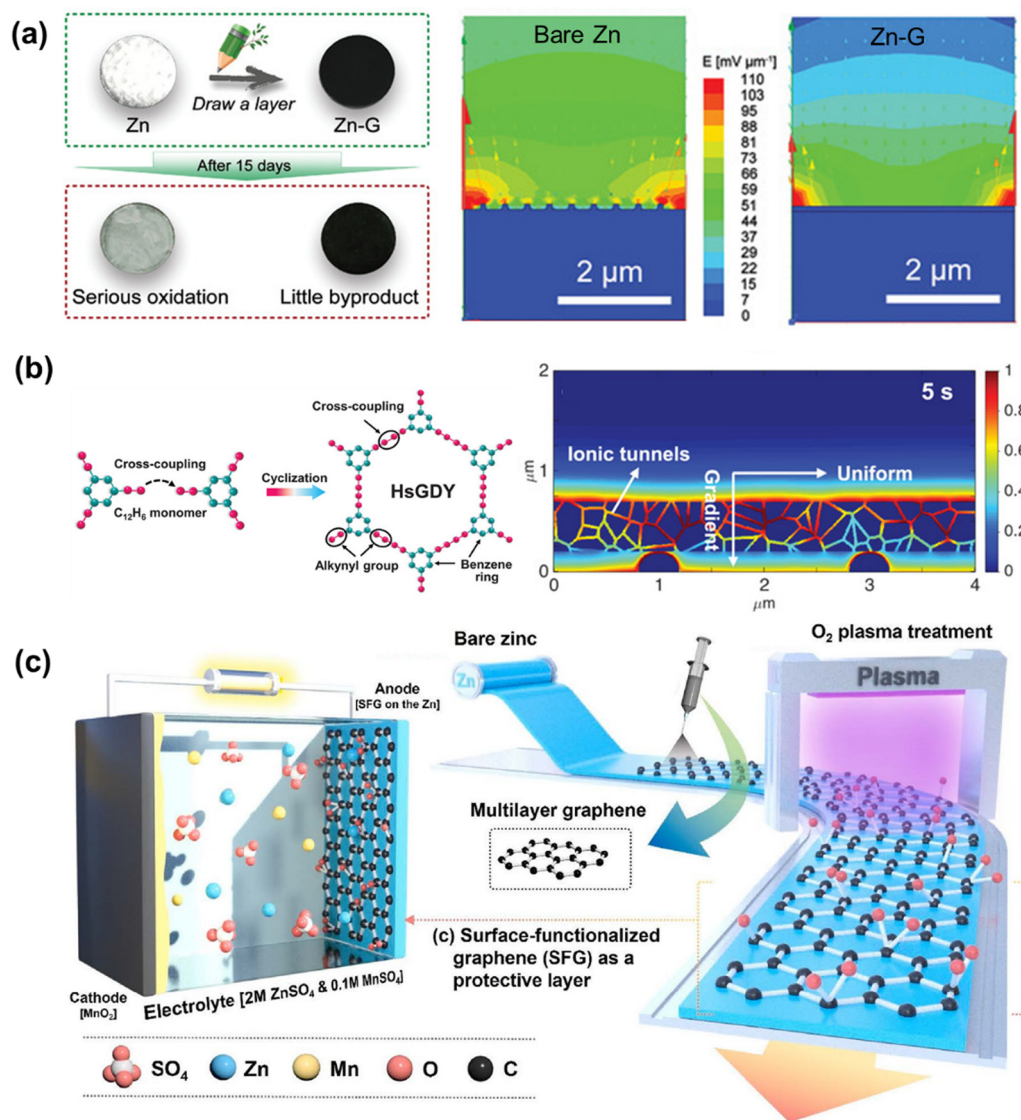 (a)
Zn
Draw a layer
Zn-G
After 15 days
Serious oxidation
Little byproduct
Bare Zn
2 μm
E [mV μm⁻¹]
110
103
95
88
81
73
66
59
51
44
37
29
22
15
7
0
Zn-G
2 μm
(b)
Cross-coupling
C₁₂H₆ monomer
Cyclization
Cross-coupling
HsGDY
Alkynyl group
Benzene
ring
2
1
0
μm
5 s
Ionic tunnels
Gradient
Uniform
0
1
2
3
4
μm
1
0.8
0.6
0.4
0.2
0
(c)
Anode
[SFG on the Zn]
Cathode
[MnO₂]
Electrolyte [2M ZnSO₄ & 0.1M MnSO₄]
Bare zinc
Zn
Multilayer graphene
O₂ plasma treatment
Plasma
(c) Surface-functionalized
graphene (SFG) as a
protective layer
SO₄
Zn
Mn
O
C